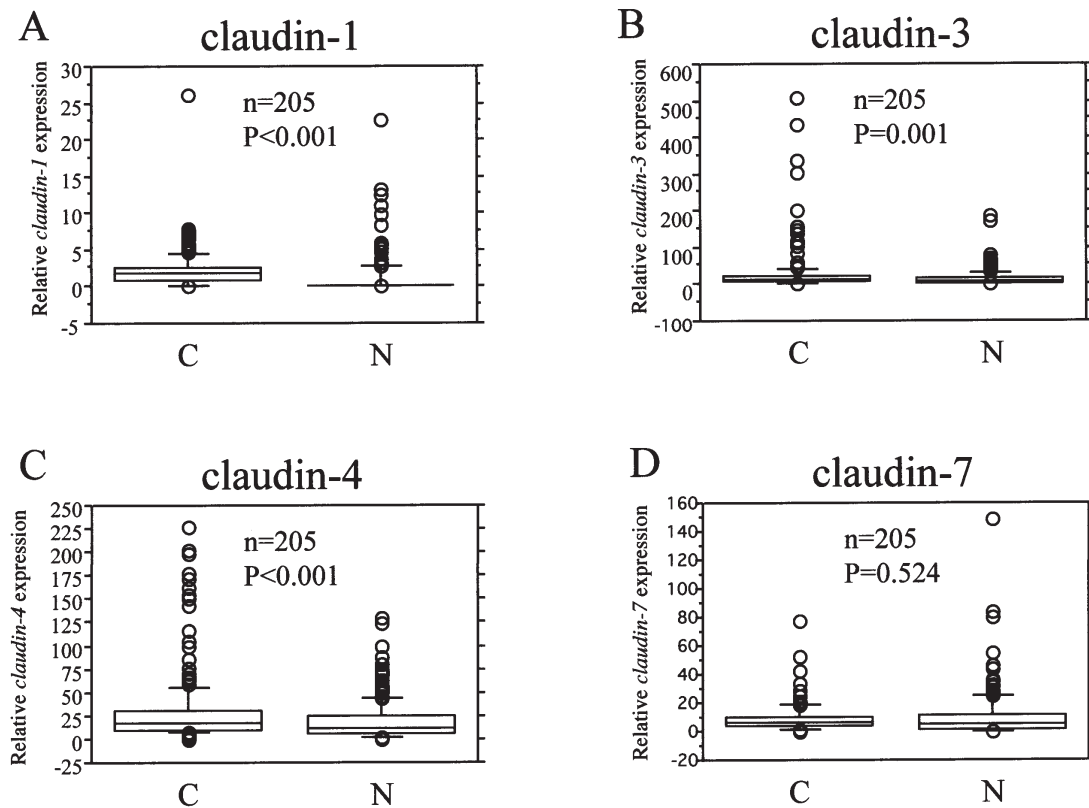 A
claudin-1
Relative claudin-1 expression
30
25
20
15
10
5
0
-5
n=205
P<0.001
C
N
B
claudin-3
Relative claudin-3 expression
600
500
400
300
200
100
0
-100
n=205
P=0.001
C
N
C
claudin-4
Relative claudin-4 expression
250
225
200
175
150
125
100
75
50
25
0
-25
n=205
P<0.001
C
N
D
claudin-7
Relative claudin-7 expression
160
140
120
100
80
60
40
20
0
-20
n=205
P=0.524
C
N